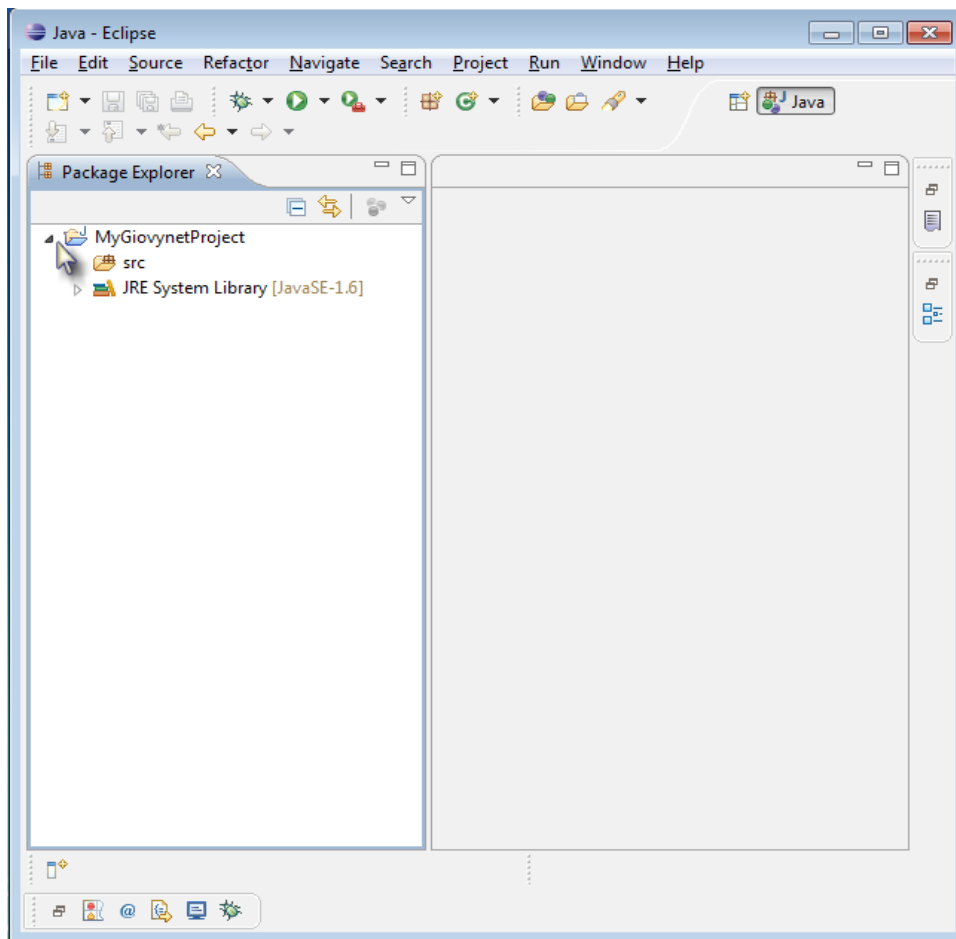 Java - Eclipse
File Edit Source Refactor Navigate Search Project Run Window Help
Java
Package Explorer
MyGiovynetProject
src
JRE System Library [JavaSE-1.6]
@